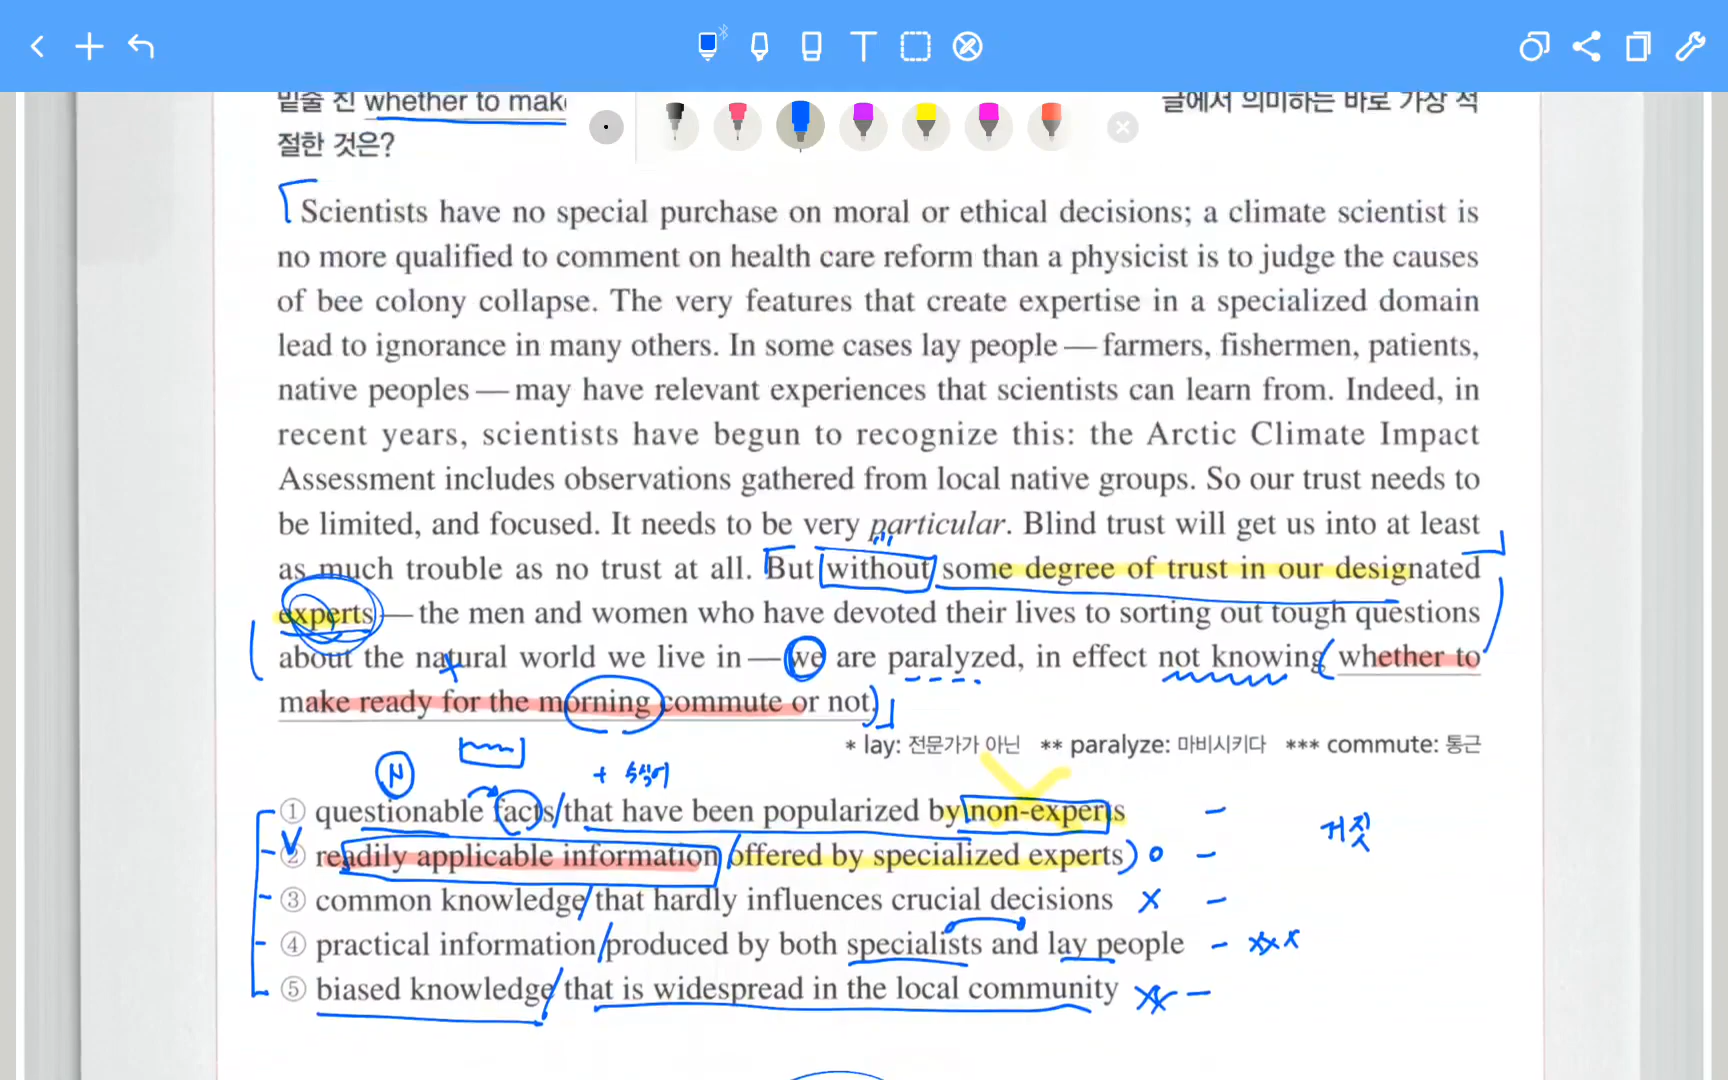 밑줄 친 whether to mak 글에서 의미하는 바로 가장 적
절한 것은?
Scientists have no special purchase on moral or ethical decisions; a climate scientist is
no more qualified to comment on health care reform than a physicist is to judge the causes
of bee colony collapse. The very features that create expertise in a specialized domain
lead to ignorance in many others. In some cases lay people — farmers, fishermen, patients,
native peoples — may have relevant experiences that scientists can learn from. Indeed, in
recent years, scientists have begun to recognize this: the Arctic Climate Impact
Assessment includes observations gathered from local native groups. So our trust needs to
be limited, and focused. It needs to be very particular. Blind trust will get us into at least
as much trouble as no trust at all. But without some degree of trust in our designated
experts — the men and women who have devoted their lives to sorting out tough questions
about the natural world we live in — we are paralyzed, in effect not knowing whether to
make ready for the morning commute or not.
* lay: 전문가가 아닌 ** paralyze: 마비시키다 *** commute: 통근
N + 수식어
① questionable facts that have been popularized by non-experts
거짓
② readily applicable information offered by specialized experts
③ common knowledge that hardly influences crucial decisions
④ practical information produced by both specialists and lay people
⑤ biased knowledge that is widespread in the local community